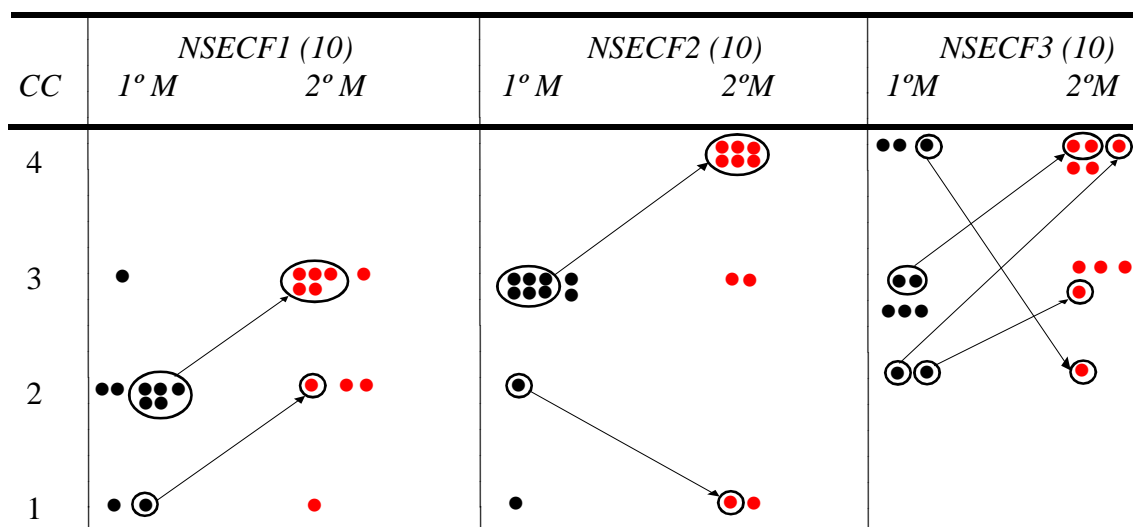 NSECF1 (10) NSECF2 (10) NSECF3 (10)
CC 1º M 2º M 1º M 2ºM 1ºM 2ºM
4
3
2
1